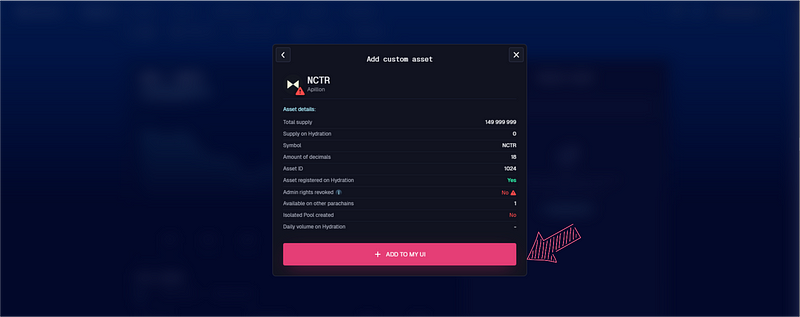 Add custom asset
NCTR
Apillon
Asset details:
Total supply 149 999 999
Supply on Hydration 0
Symbol NCTR
Amount of decimals 18
Asset ID 1024
Asset registered on Hydration Yes
Admin rights revoked No
Available on other parachains 1
Isolated Pool created No
Daily volume on Hydration -
+ ADD TO MY UI